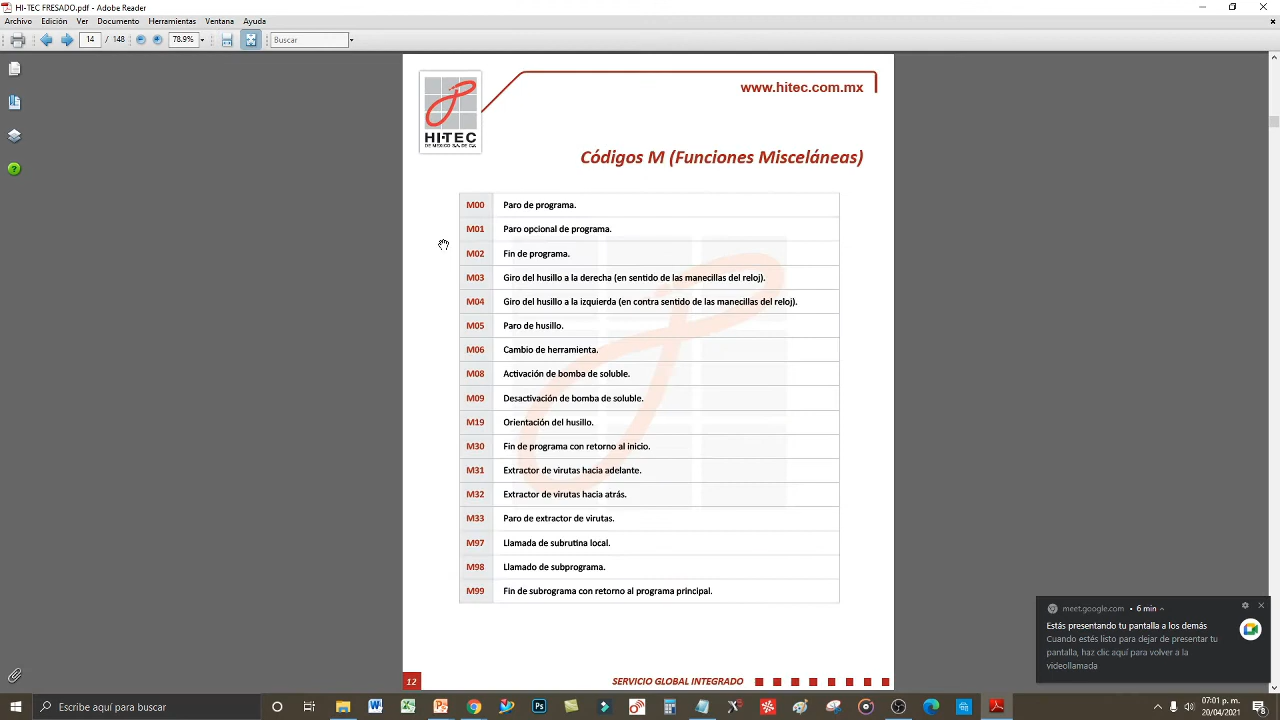 HI-TEC FRESADO.pdf - Adobe Reader
Archivo Edición Ver Herramientas Ventana Ayuda
14 / 148 78.9% Buscar
www.hitec.com.mx
HI-TEC
DE MEXICO S.A. DE C.V.
Códigos M (Funciones Misceláneas)
M00 Paro de programa.
M01 Paro opcional de programa.
M02 Fin de programa.
M03 Giro del husillo a la derecha (en sentido de las manecillas del reloj).
M04 Giro del husillo a la izquierda (en contra sentido de las manecillas del reloj).
M05 Paro de husillo.
M06 Cambio de herramienta.
M08 Activación de bomba de soluble.
M09 Desactivación de bomba de soluble.
M19 Orientación del husillo.
M30 Fin de programa con retorno al inicio.
M31 Extractor de virutas hacia adelante.
M32 Extractor de virutas hacia atrás.
M33 Paro de extractor de virutas.
M97 Llamada de subrutina local.
M98 Llamado de subprograma.
M99 Fin de subrograma con retorno al programa principal.
meet.google.com • 6 min
Estás presentando tu pantalla a los demás
Cuando estés listo para dejar de presentar tu
pantalla, haz clic aquí para volver a la
videollamada
12 SERVICIO GLOBAL INTEGRADO
Escribe aquí para buscar.
07:01 p. m.
20/04/2021